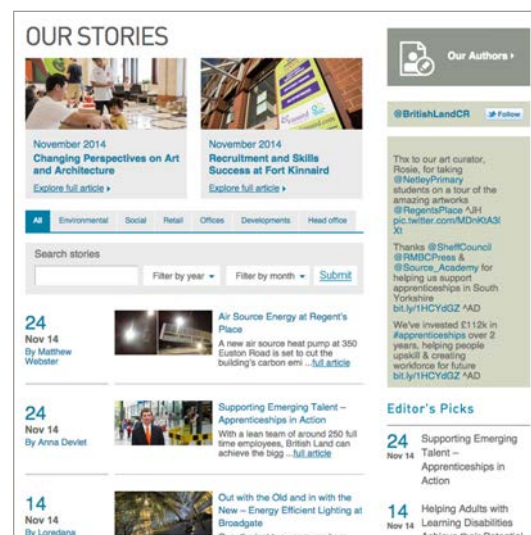 OUR STORIES
November 2014
Changing Perspectives on Art
and Architecture
Explore full article
November 2014
Recruitment and Skills
Success at Fort Kinnaird
Explore full article
All Environmental Social Retail Offices Developments Head office
Search stories
Filter by year Filter by month Submit
24
Nov 14
By Matthew
Webster
Air Source Energy at Regent's
Place
A new air source heat pump at 350
Euston Road is set to cut the
building's carbon emi ...full article
24
Nov 14
By Anna Devlet
Supporting Emerging Talent –
Apprenticeships in Action
With a lean team of around 250 full
time employees, British Land can
achieve the bigg ...full article
14
Nov 14
By Loredana
Out with the Old and in with the
New – Energy Efficient Lighting at
Broadgate
Our Authors
@BritishLandCR Follow
Thx to our art curator,
Rosie, for taking
@NetleyPrimary
students on a tour of the
amazing artworks
@RegentsPlace ^JH
pic.twitter.com/MDnKtA3l
Xt
Thanks @SheffCouncil
@RMBCPress &
@Source_Academy for
helping us support
apprenticeships in South
Yorkshire
bit.ly/1HCYdGZ ^AD
We've invested £112k in
#apprenticeships over 2
years, helping people
upskill & creating
workforce for future
bit.ly/1HCYdGZ ^AD
Editor's Picks
24
Nov 14
Supporting Emerging
Talent –
Apprenticeships in
Action
14
Nov 14
Helping Adults with
Learning Disabilities